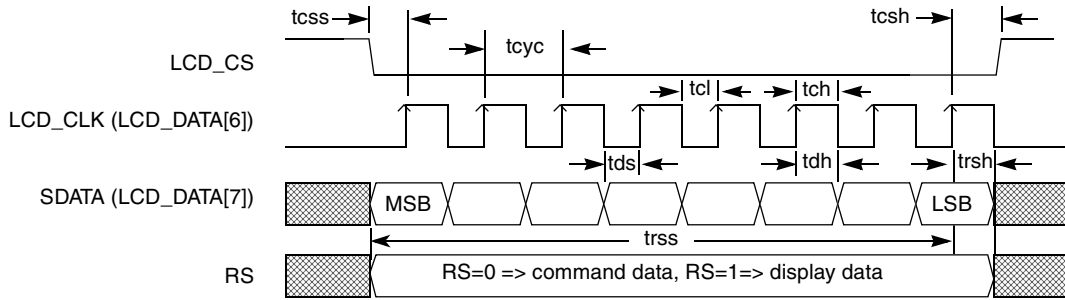 tcss
tcsh
tcyc
LCD_CS
tcl
tch
LCD_CLK (LCD_DATA[6])
tds
tdh
trsh
SDATA (LCD_DATA[7])
MSB
LSB
trss
RS
RS=0 => command data, RS=1=> display data